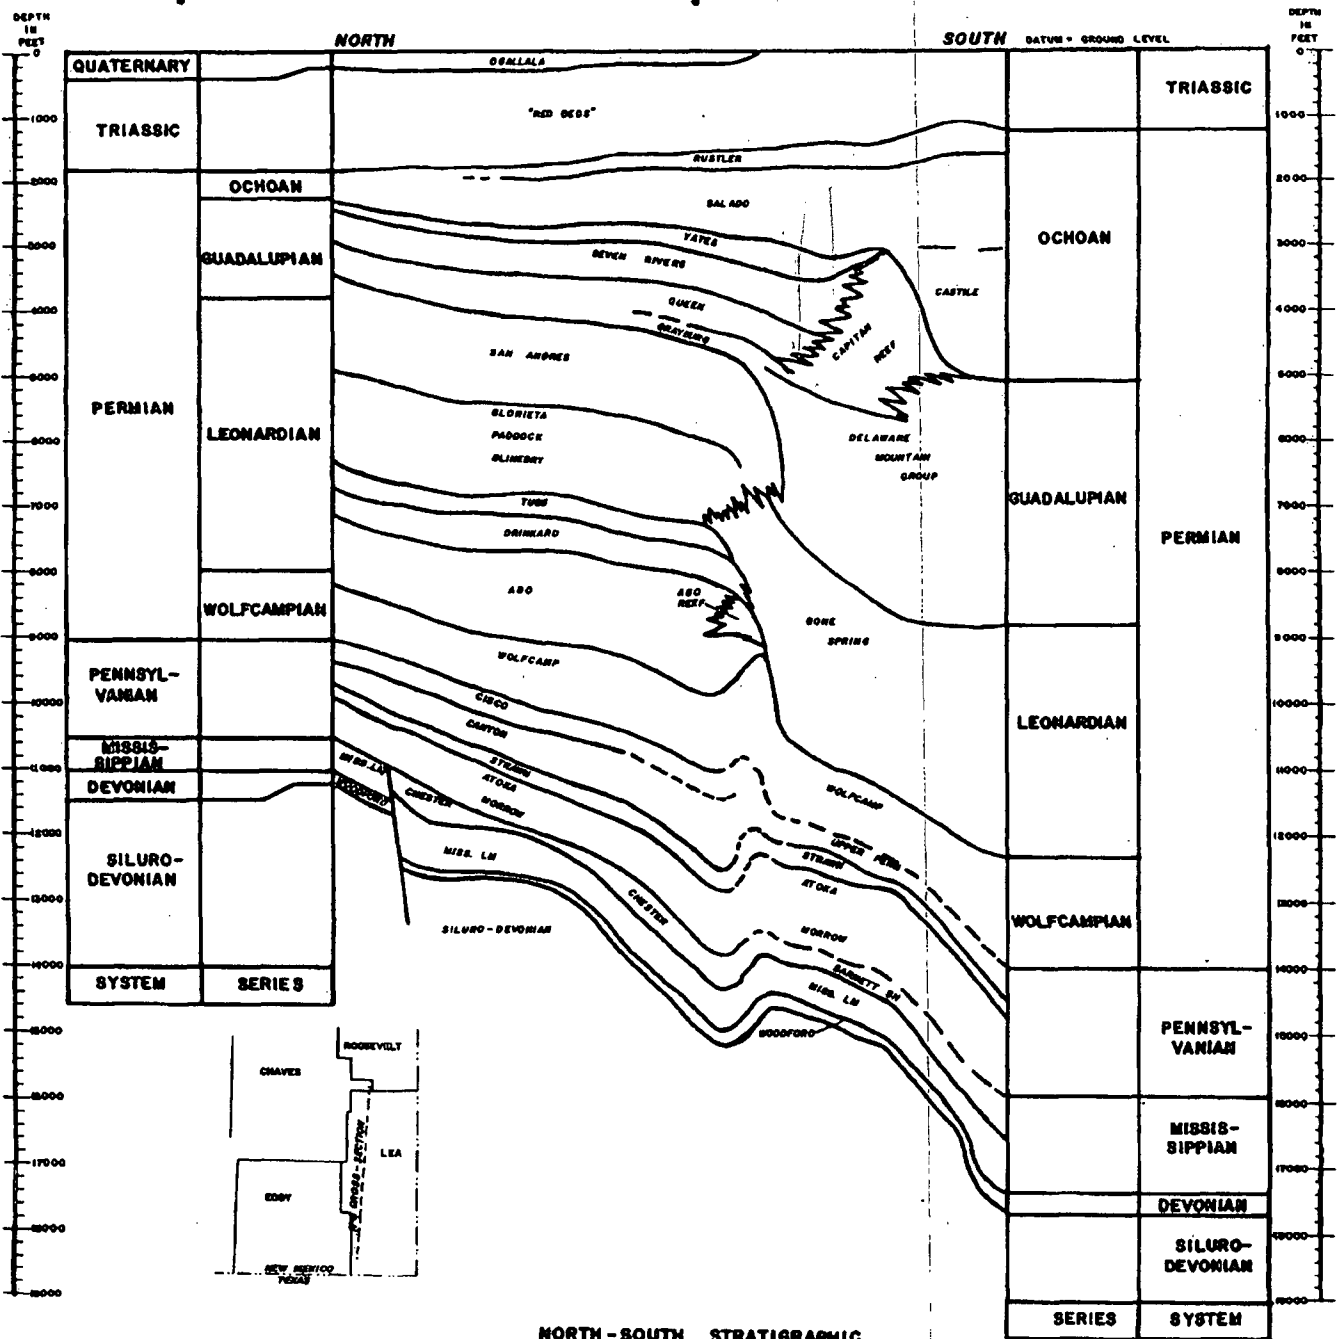 DEPTH
IN
FEET
NORTH
SOUTH
DATUM = GROUND LEVEL
DEPTH
IN
FEET
0
1000
2000
3000
4000
5000
6000
7000
8000
9000
10000
11000
12000
13000
14000
15000
16000
17000
18000
19000
QUATERNARY
TRIASSIC
PERMIAN
PENNSYL-
VANIAN
MISSIS-
SIPPIAN
DEVONIAN
SILURO-
DEVONIAN
SYSTEM
OCHOAN
GUADALUPIAN
LEONARDIAN
WOLFCAMPIAN
SERIES
OGALLALA
"RED BEDS"
RUSTLER
SALADO
YATES
SEVEN RIVERS
QUEEN
GRAYBURG
CAPITAN
REEF
CASTILE
SAN ANDRES
GLORIETA
PADDOCK
BLINEBRY
DELAWARE
MOUNTAIN
GROUP
TUBB
DRINKARD
ABO
ABO
REEF
BONE
SPRING
WOLFCAMP
CISCO
CANYON
STRAWN
ATOKA
MORROW
MISS. LM
WOODFORD
CHESTER
MISS. LM
CHESTER
SILURO-DEVONIAN
WOLFCAMP
UPPER PENN
STRAWN
ATOKA
MORROW
BARNETT SH
MISS. LM
WOODFORD
OCHOAN
GUADALUPIAN
LEONARDIAN
WOLFCAMPIAN
SERIES
TRIASSIC
PERMIAN
PENNSYL-
VANIAN
MISSIS-
SIPPIAN
DEVONIAN
SILURO-
DEVONIAN
SYSTEM
0
1000
2000
3000
4000
5000
6000
7000
8000
9000
10000
11000
12000
13000
14000
15000
16000
17000
18000
19000
ROOSEVELT
CHAVES
LEA
EDDY
CROSS-SECTION
NEW MEXICO
TEXAS
NORTH-SOUTH STRATIGRAPHIC